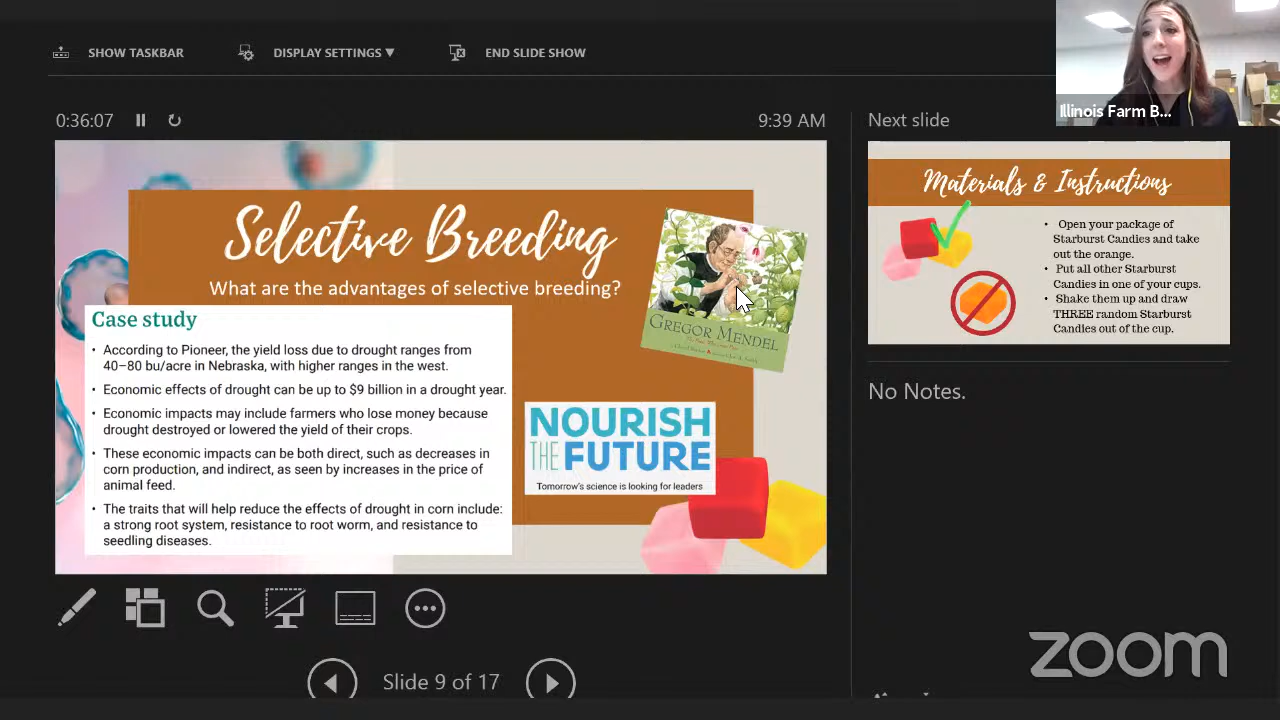 SHOW TASKBAR
DISPLAY SETTINGS ▼
END SLIDE SHOW
Illinois Farm B...
0:36:07
9:39 AM
Next slide
Selective Breeding
What are the advantages of selective breeding?
GREGOR MENDEL
Case study
• According to Pioneer, the yield loss due to drought ranges from
40–80 bu/acre in Nebraska, with higher ranges in the west.
• Economic effects of drought can be up to $9 billion in a drought year.
• Economic impacts may include farmers who lose money because
drought destroyed or lowered the yield of their crops.
• These economic impacts can be both direct, such as decreases in
corn production, and indirect, as seen by increases in the price of
animal feed.
• The traits that will help reduce the effects of drought in corn include:
a strong root system, resistance to root worm, and resistance to
seedling diseases.
NOURISH
THE FUTURE
Tomorrow's science is looking for leaders
Materials & Instructions
• Open your package of
Starburst Candies and take
out the orange.
• Put all other Starburst
Candies in one of your cups.
• Shake them up and draw
THREE random Starburst
Candies out of the cup.
No Notes.
Slide 9 of 17
zoom